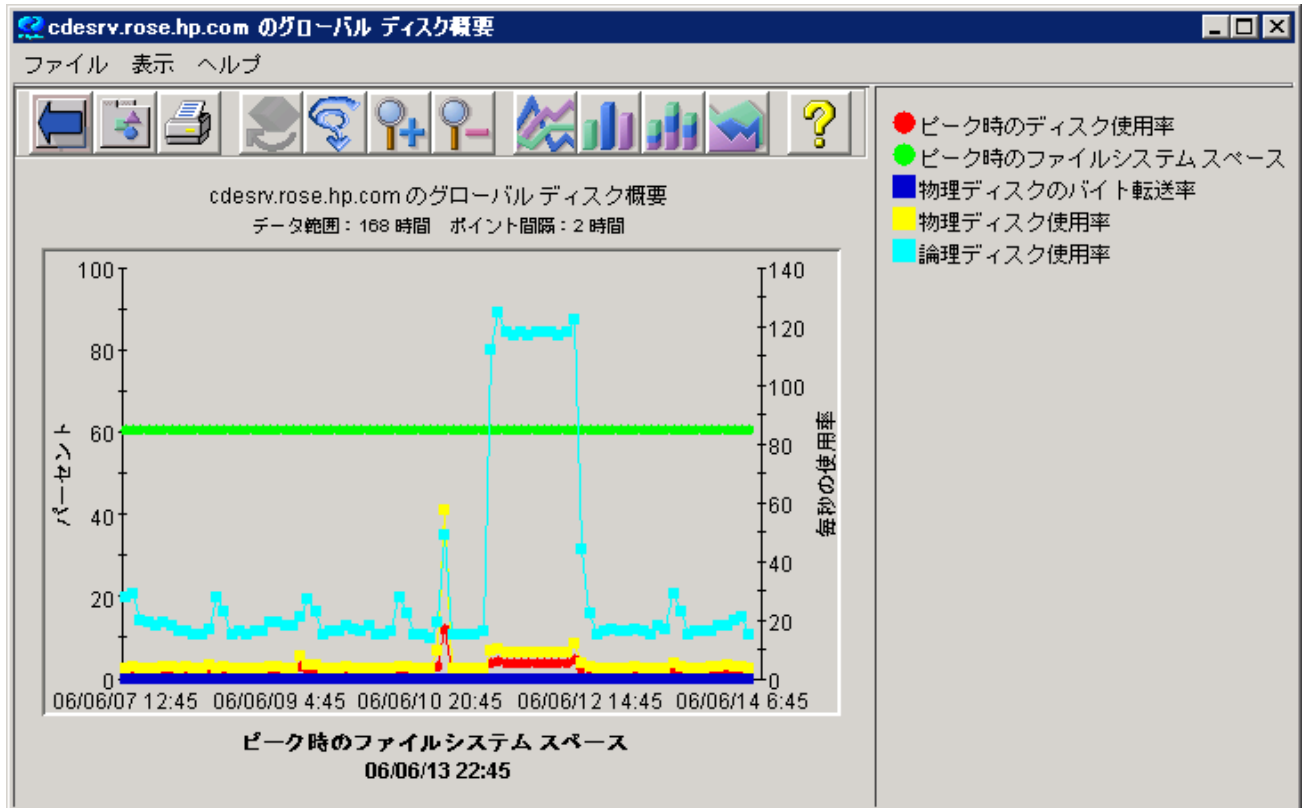 cdesrv.rose.hp.com のグローバル ディスク概要
ファイル 表示 ヘルプ
cdesrv.rose.hp.com のグローバル ディスク概要
データ範囲：168 時間 ポイント間隔：2 時間
100
80
60
40
20
0
パーセント
140
120
100
80
60
40
20
0
毎秒の使用率
06/06/07 12:45 06/06/09 4:45 06/06/10 20:45 06/06/12 14:45 06/06/14 6:45
ピーク時のファイルシステム スペース
06/06/13 22:45
ピーク時のディスク使用率
ピーク時のファイルシステム スペース
物理ディスクのバイト転送率
物理ディスク使用率
論理ディスク使用率